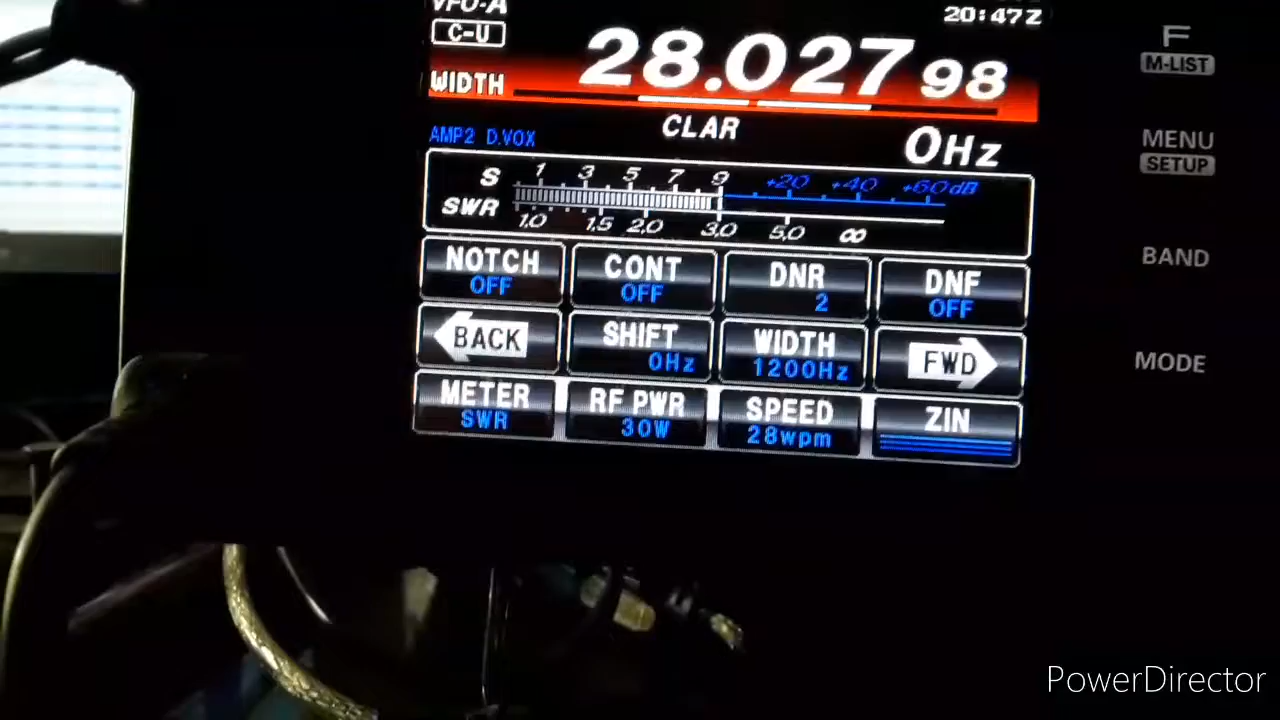 VFO-A
20:47Z
C-U
28.027 98
WIDTH
CLAR
0Hz
AMP2 D.VOX
S 1 3 5 7 9 +20 +40 +60dB
SWR 1.0 1.5 2.0 3.0 5.0 ∞
NOTCH OFF
CONT OFF
DNR 2
DNF OFF
BACK
SHIFT 0Hz
WIDTH 1200Hz
FWD
METER SWR
RF PWR 30W
SPEED 28wpm
ZIN
F
M-LIST
MENU
SETUP
BAND
MODE
PowerDirector